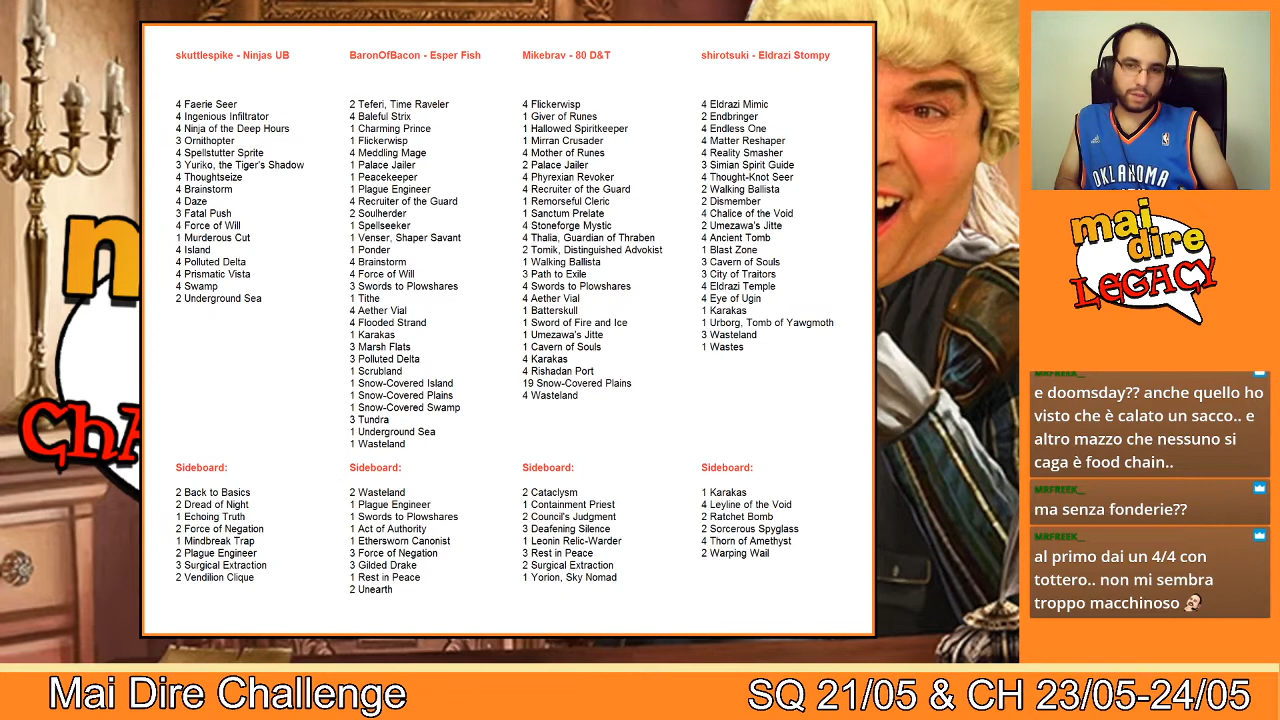 skuttlespike - Ninjas UB
4 Faerie Seer
4 Ingenious Infiltrator
4 Ninja of the Deep Hours
3 Ornithopter
4 Spellstutter Sprite
3 Yuriko, the Tiger's Shadow
4 Thoughtseize
4 Brainstorm
4 Daze
3 Fatal Push
4 Force of Will
1 Murderous Cut
4 Island
4 Polluted Delta
4 Prismatic Vista
4 Swamp
2 Underground Sea
Sideboard:
2 Back to Basics
2 Dread of Night
1 Echoing Truth
2 Force of Negation
1 Mindbreak Trap
2 Plague Engineer
3 Surgical Extraction
2 Vendilion Clique
BaronOfBacon - Esper Fish
2 Teferi, Time Raveler
4 Baleful Strix
1 Charming Prince
1 Flickerwisp
4 Meddling Mage
1 Palace Jailer
1 Peacekeeper
1 Plague Engineer
4 Recruiter of the Guard
2 Soulherder
1 Spellseeker
1 Venser, Shaper Savant
1 Ponder
4 Brainstorm
4 Force of Will
3 Swords to Plowshares
1 Tithe
4 Aether Vial
4 Flooded Strand
1 Karakas
3 Marsh Flats
3 Polluted Delta
1 Scrubland
1 Snow-Covered Island
1 Snow-Covered Plains
1 Snow-Covered Swamp
3 Tundra
1 Underground Sea
1 Wasteland
Sideboard:
2 Wasteland
1 Plague Engineer
1 Swords to Plowshares
1 Act of Authority
1 Ethersworn Canonist
3 Force of Negation
3 Gilded Drake
1 Rest in Peace
2 Unearth
Mikebrav - 80 D&T
4 Flickerwisp
1 Giver of Runes
1 Hallowed Spiritkeeper
1 Mirran Crusader
4 Mother of Runes
2 Palace Jailer
4 Phyrexian Revoker
4 Recruiter of the Guard
1 Remorseful Cleric
1 Sanctum Prelate
4 Stoneforge Mystic
4 Thalia, Guardian of Thraben
2 Tomik, Distinguished Advokist
1 Walking Ballista
3 Path to Exile
4 Swords to Plowshares
4 Aether Vial
1 Batterskull
1 Sword of Fire and Ice
1 Umezawa's Jitte
1 Cavern of Souls
4 Karakas
4 Rishadan Port
19 Snow-Covered Plains
4 Wasteland
Sideboard:
2 Cataclysm
1 Containment Priest
2 Council's Judgment
3 Deafening Silence
1 Leonin Relic-Warder
3 Rest in Peace
2 Surgical Extraction
1 Yorion, Sky Nomad
shirotsuki - Eldrazi Stompy
4 Eldrazi Mimic
2 Endbringer
4 Endless One
4 Matter Reshaper
4 Reality Smasher
3 Simian Spirit Guide
4 Thought-Knot Seer
2 Walking Ballista
2 Dismember
4 Chalice of the Void
2 Umezawa's Jitte
4 Ancient Tomb
1 Blast Zone
3 Cavern of Souls
3 City of Traitors
4 Eldrazi Temple
4 Eye of Ugin
1 Karakas
1 Urborg, Tomb of Yawgmoth
3 Wasteland
1 Wastes
Sideboard:
1 Karakas
4 Leyline of the Void
2 Ratchet Bomb
2 Sorcerous Spyglass
4 Thorn of Amethyst
2 Warping Wail
OKLAHOMA
mai
dire
LEGACY
MRFREEK__
e doomsday?? anche quello ho
visto che è calato un sacco.. e
altro mazzo che nessuno si
caga è food chain..
MRFREEK__
ma senza fonderie??
MRFREEK__
al primo dai un 4/4 con
tottero.. non mi sembra
troppo macchinoso
Mai Dire Challenge
SQ 21/05 & CH 23/05-24/05